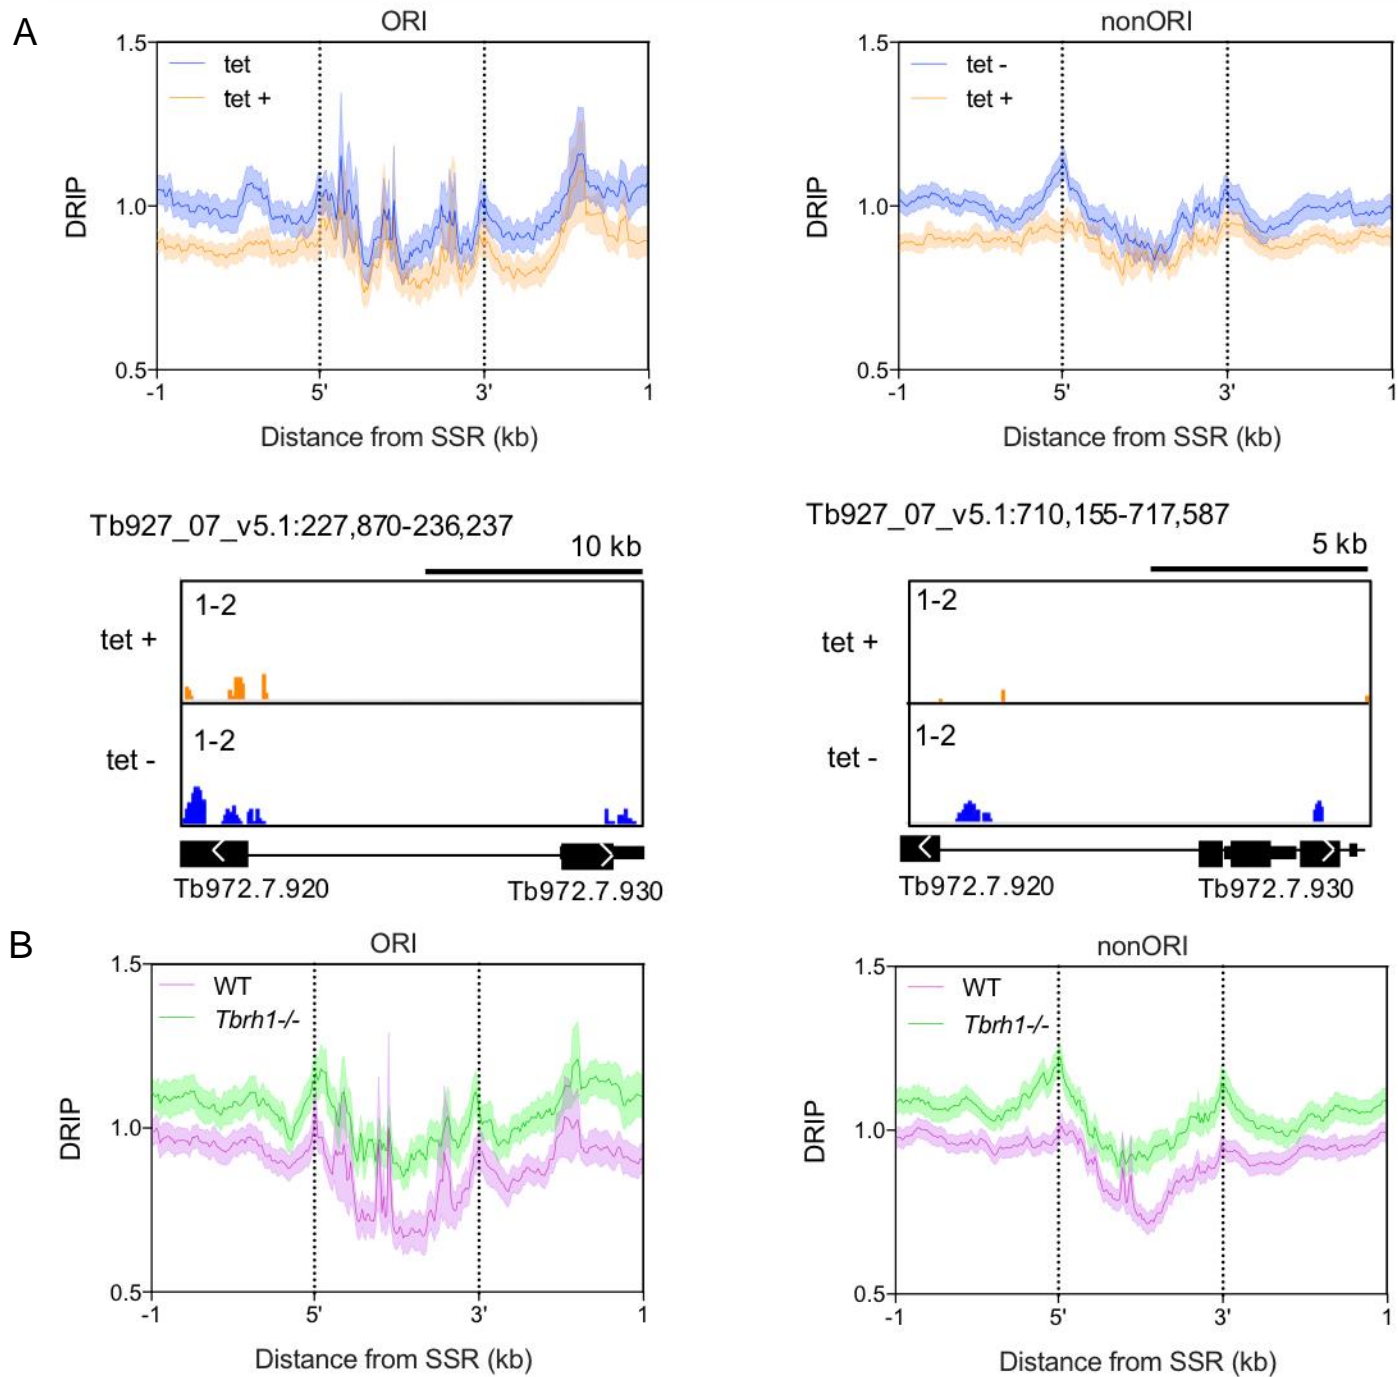 A
ORI
1.5
tet
tet +
1.0
DRIP
0.5
-1
5'
3'
1
Distance from SSR (kb)
nonORI
1.5
tet -
tet +
1.0
DRIP
0.5
-1
5'
3'
1
Distance from SSR (kb)
Tb927_07_v5.1:227,870-236,237
10 kb
1-2
tet +
1-2
tet -
Tb972.7.920
Tb972.7.930
Tb927_07_v5.1:710,155-717,587
5 kb
1-2
tet +
1-2
tet -
Tb972.7.920
Tb972.7.930
B
ORI
1.5
WT
Tbrh1-/-
1.0
DRIP
0.5
-1
5'
3'
1
Distance from SSR (kb)
nonORI
1.5
WT
Tbrh1-/-
1.0
DRIP
0.5
-1
5'
3'
1
Distance from SSR (kb)